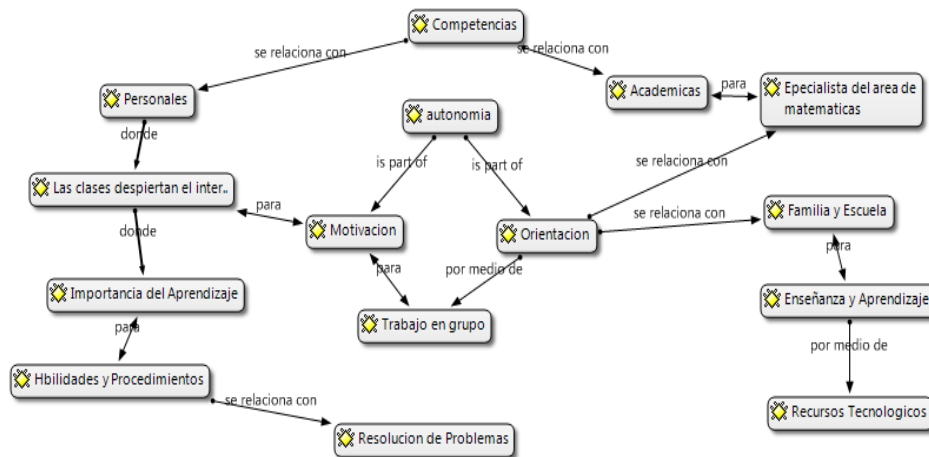 Competencias
se relaciona con
se relaciona con
Personales
Academicas
para
Epecialista del area de
matematicas
autonomia
donde
is part of
is part of
se relaciona con
Las clases despiertan el inter..
para
Motivacion
Orientacion
se relaciona con
Familia y Escuela
donde
para
por medio de
para
Importancia del Aprendizaje
Trabajo en grupo
Enseñanza y Aprendizaje
para
por medio de
Hbilidades y Procedimientos
se relaciona con
Recursos Tecnologicos
Resolucion de Problemas